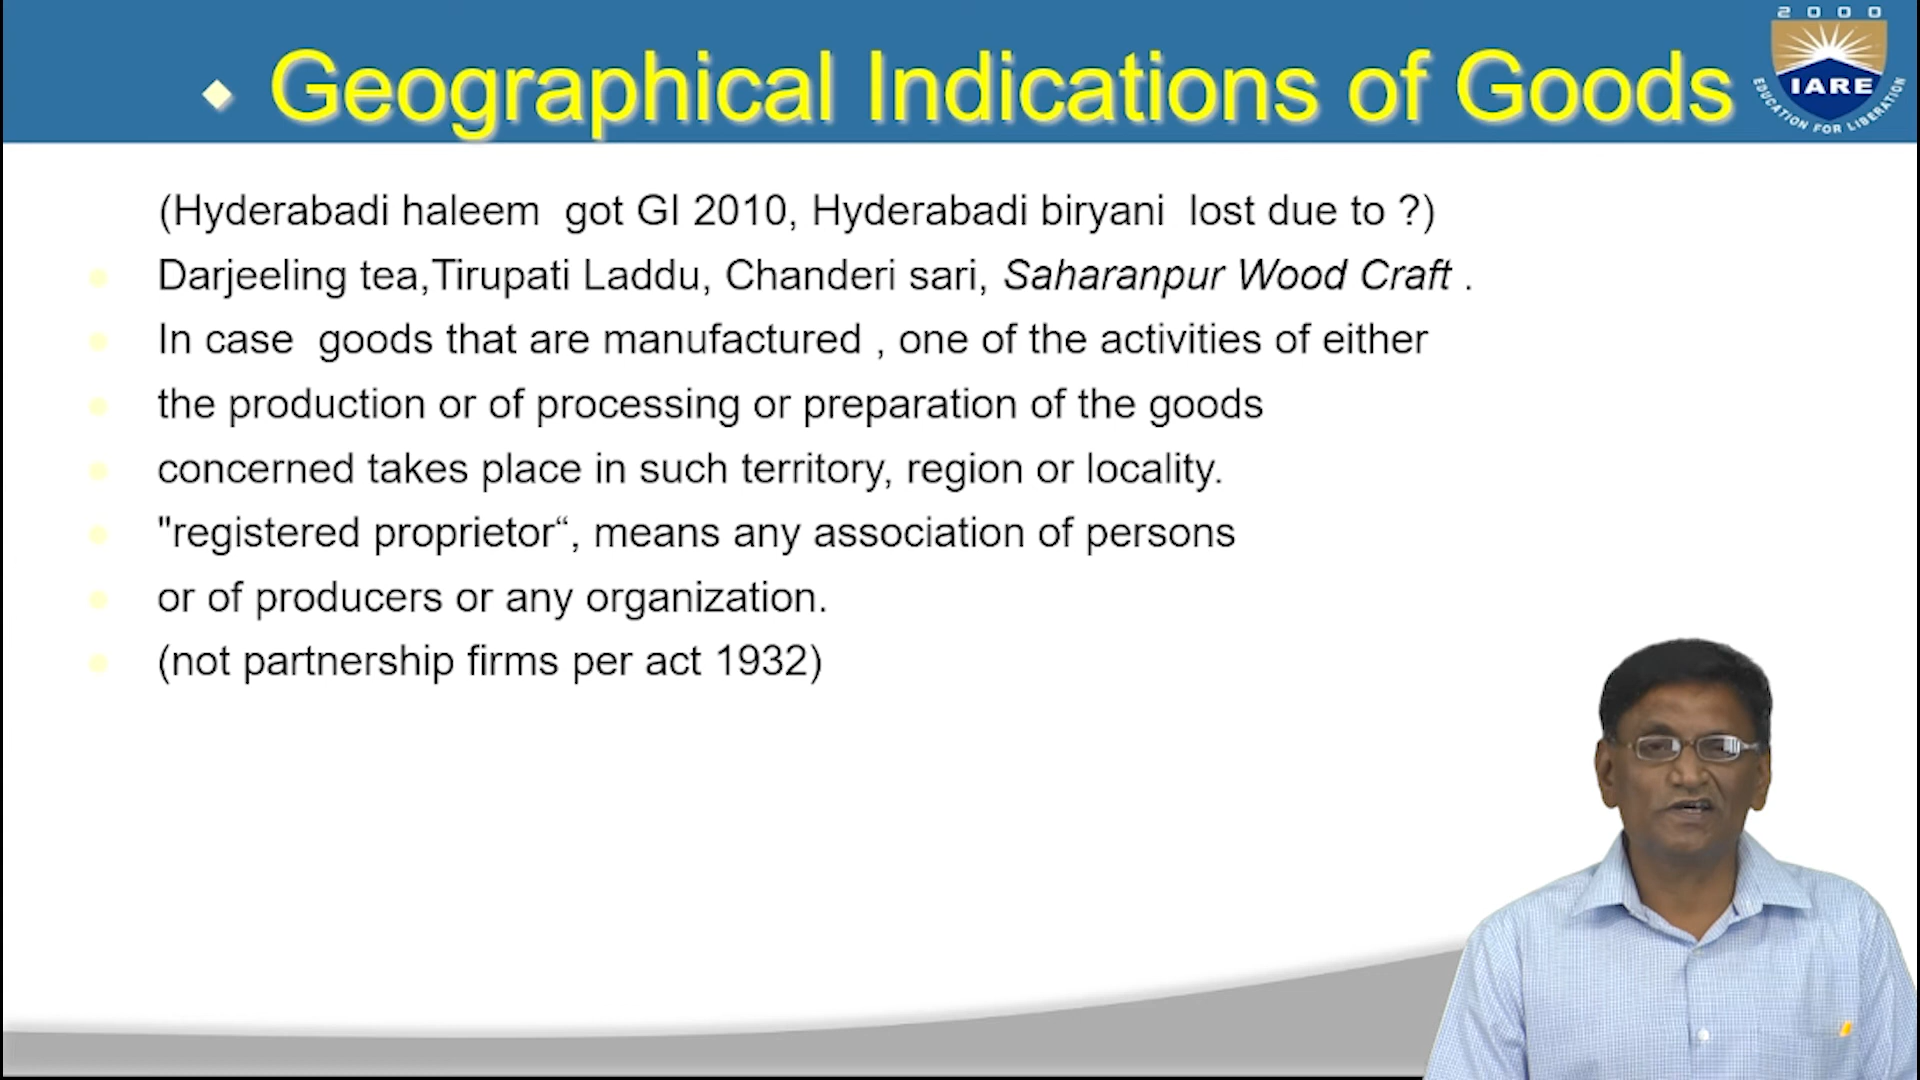 2000
Geographical Indications of Goods
IARE
EDUCATION FOR LIBERATION
(Hyderabadi haleem  got GI 2010, Hyderabadi biryani  lost due to ?)
Darjeeling tea,Tirupati Laddu, Chanderi sari, Saharanpur Wood Craft .
In case  goods that are manufactured , one of the activities of either
the production or of processing or preparation of the goods
concerned takes place in such territory, region or locality.
"registered proprietor“, means any association of persons
or of producers or any organization.
(not partnership firms per act 1932)